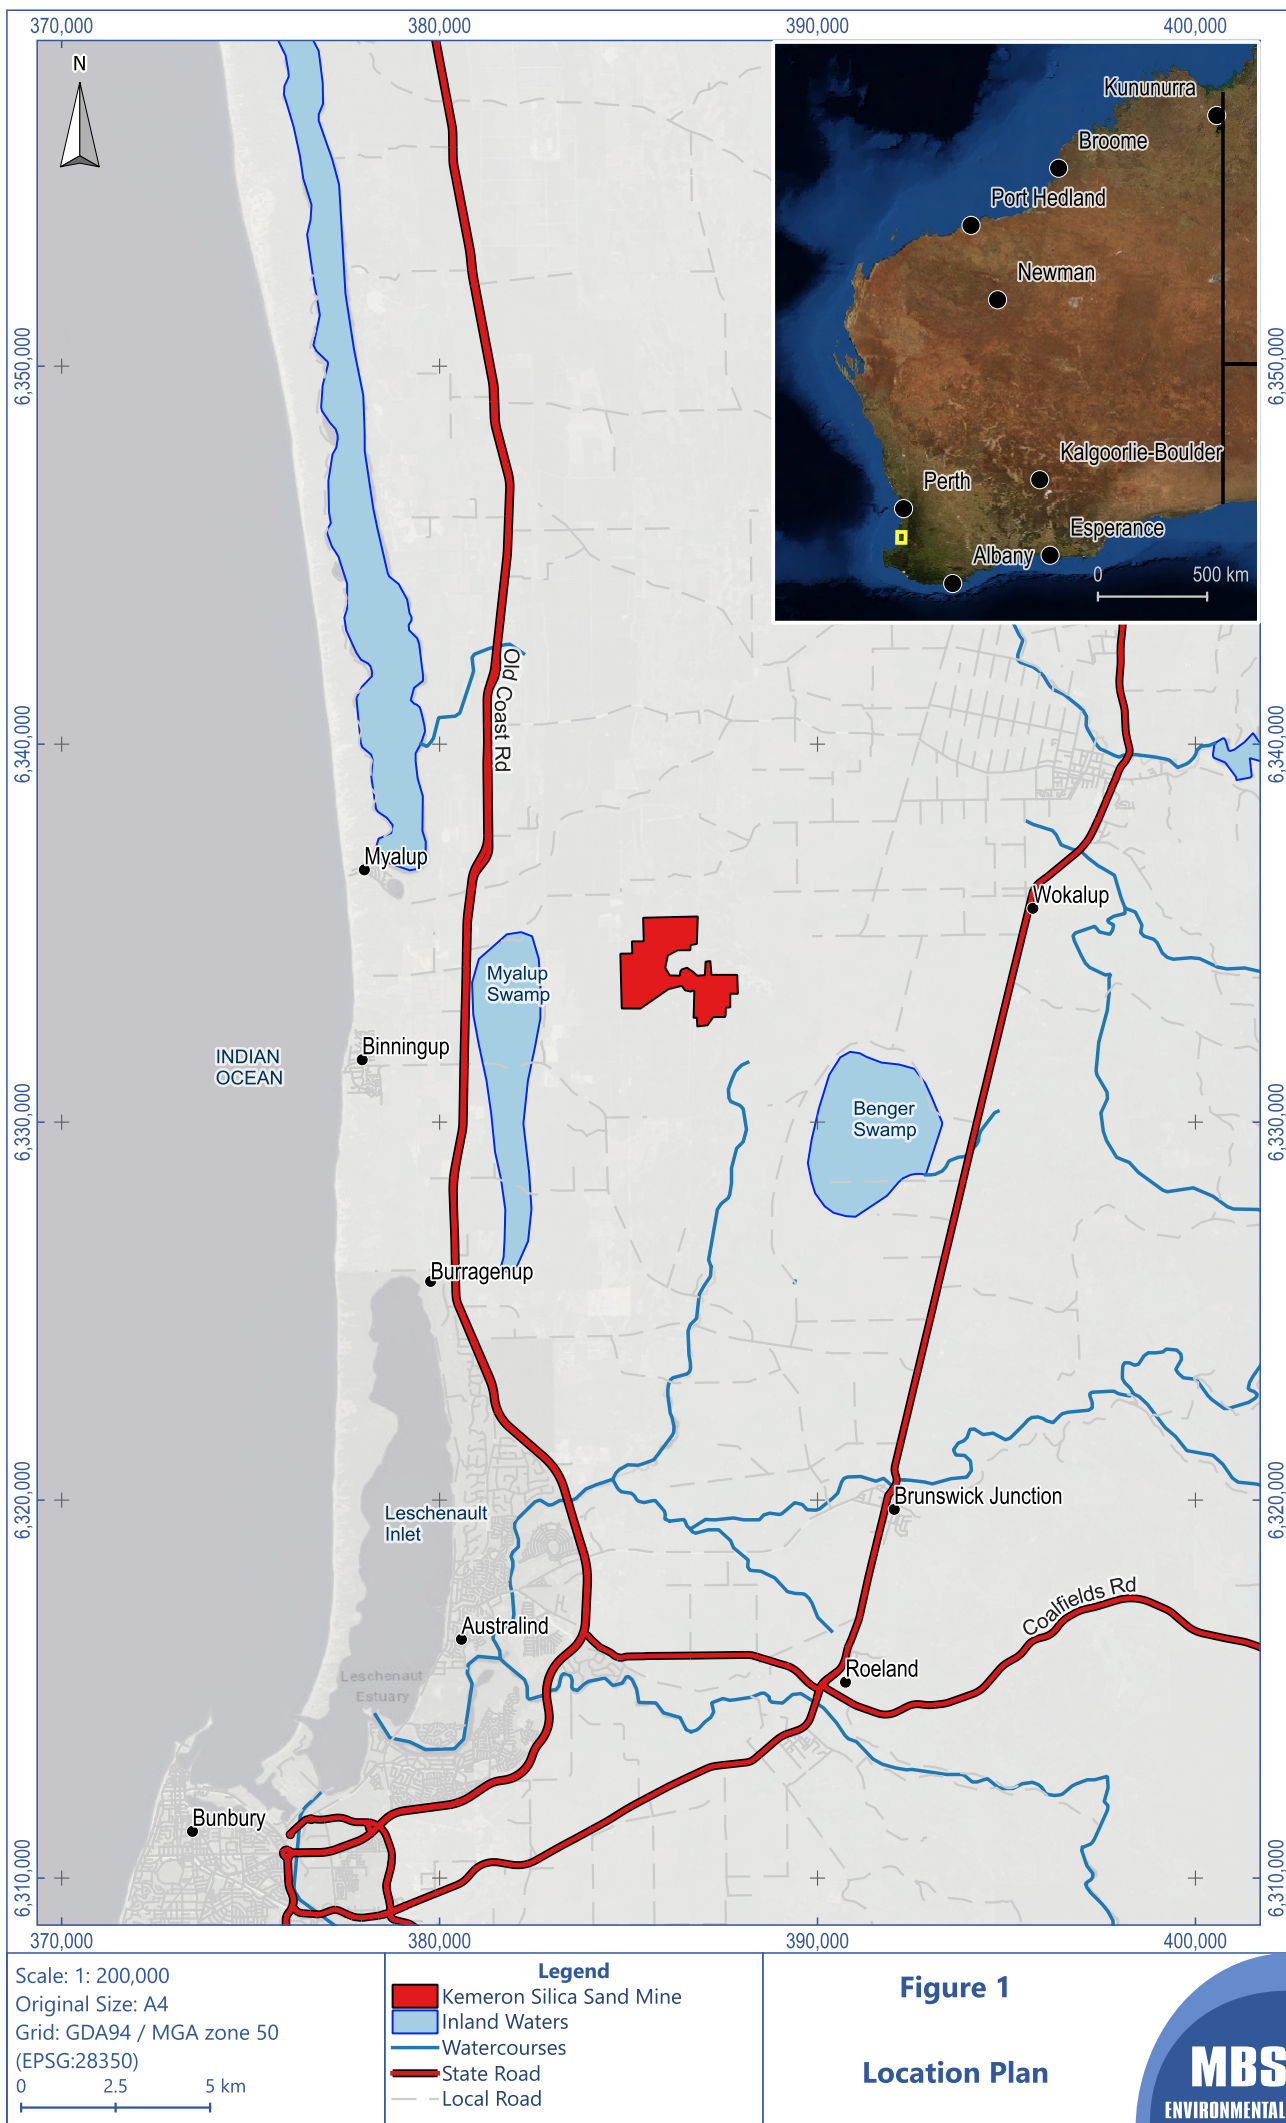 370,000
380,000
390,000
400,000
N
Kununurra
Broome
Port Hedland
Newman
Kalgoorlie-Boulder
Perth
Esperance
Albany
0 500 km
6,350,000
6,350,000
Old Coast Rd
6,340,000
6,340,000
Myalup
Wokalup
Myalup
Swamp
Binningup
INDIAN
OCEAN
Benger
Swamp
6,330,000
6,330,000
Burragenup
6,320,000
6,320,000
Brunswick Junction
Leschenault
Inlet
Coalfields Rd
Australind
Roeland
Leschenaut
Estuary
Bunbury
6,310,000
6,310,000
370,000
380,000
390,000
400,000
Scale: 1: 200,000
Original Size: A4
Grid: GDA94 / MGA zone 50
(EPSG:28350)
0 2.5 5 km
Legend
Kemeron Silica Sand Mine
Inland Waters
Watercourses
State Road
Local Road
Figure 1
Location Plan
MBS
ENVIRONMENTAL